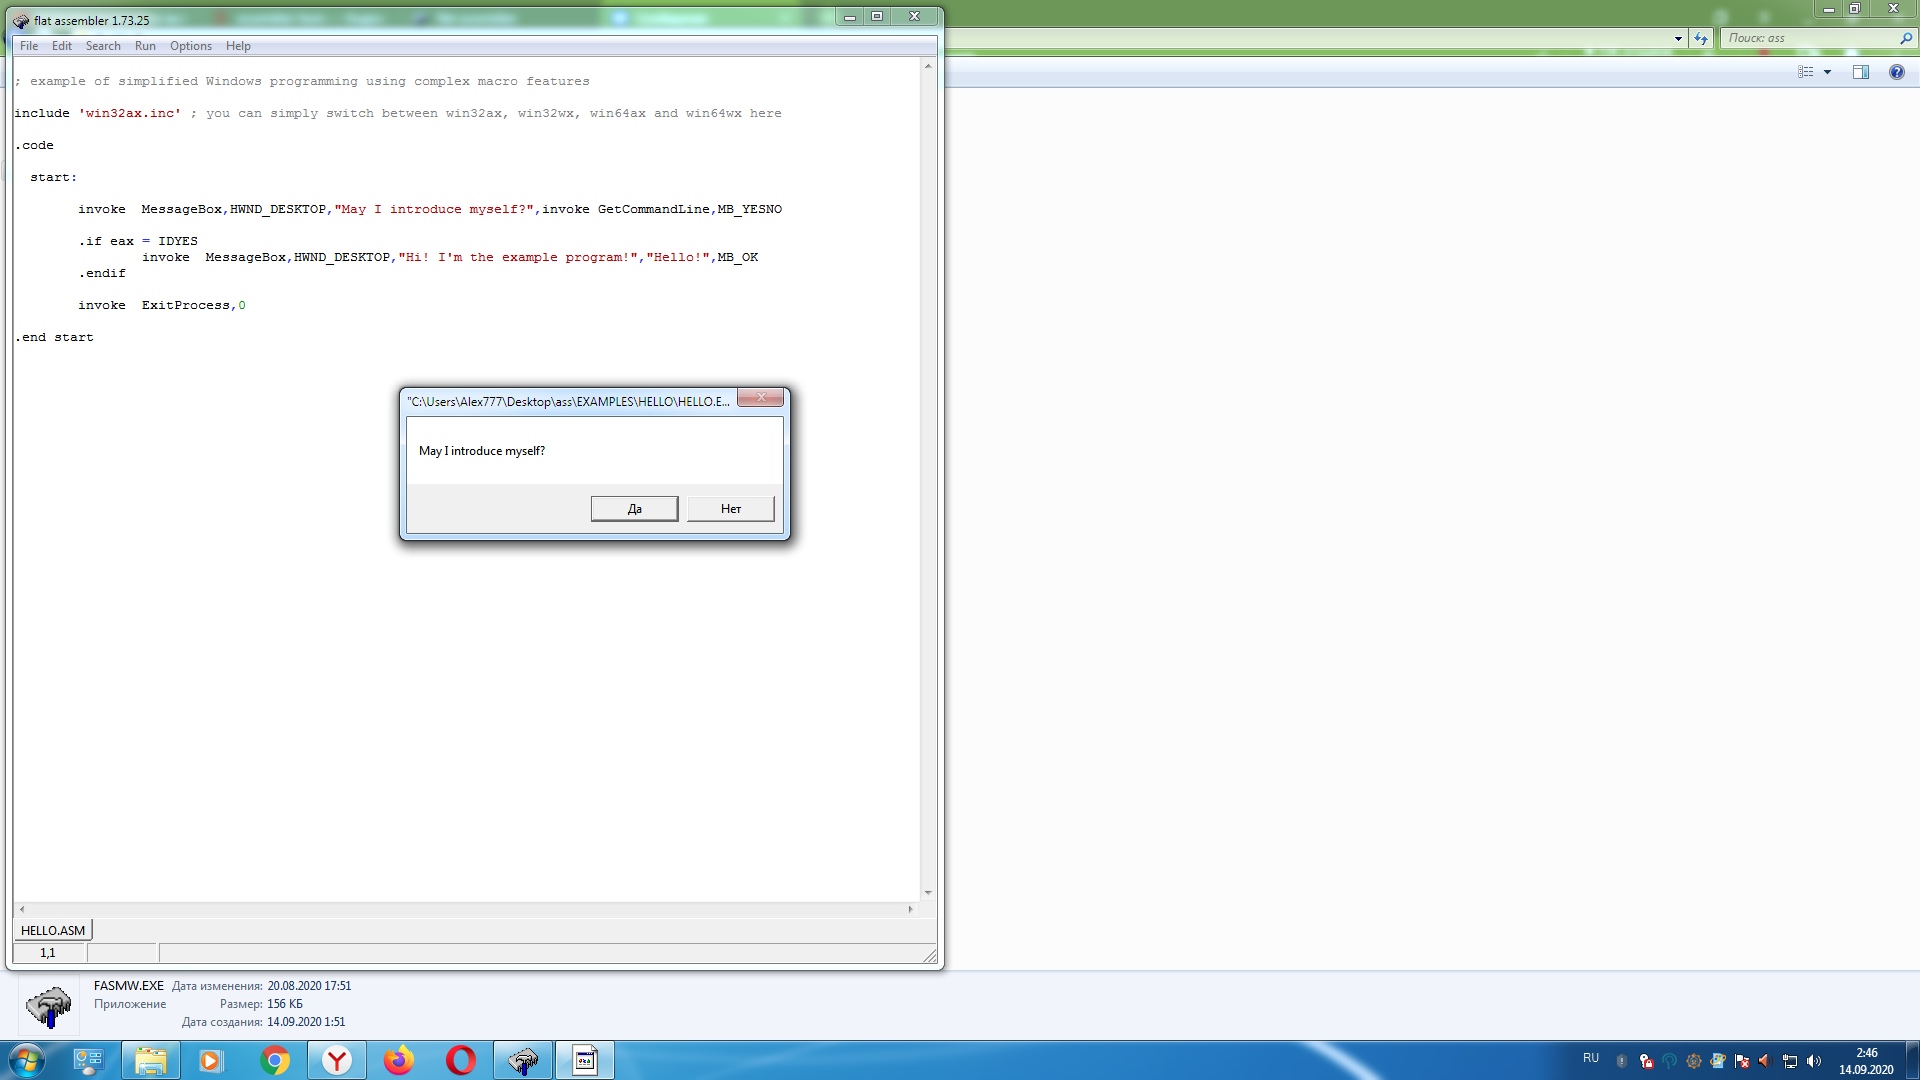 flat assembler 1.73.25
File Edit Search Run Options Help
Поиск: ass
; example of simplified Windows programming using complex macro features
include 'win32ax.inc' ; you can simply switch between win32ax, win32wx, win64ax and win64wx here
.code
start:
invoke MessageBox,HWND_DESKTOP,"May I introduce myself?",invoke GetCommandLine,MB_YESNO
.if eax = IDYES
invoke MessageBox,HWND_DESKTOP,"Hi! I'm the example program!","Hello!",MB_OK
.endif
invoke ExitProcess,0
.end start
"C:\Users\Alex777\Desktop\ass\EXAMPLES\HELLO\HELLO.E...
May I introduce myself?
Да Нет
HELLO.ASM
1,1
FASMW.EXE Дата изменения: 20.08.2020 17:51
Приложение Размер: 156 КБ
Дата создания: 14.09.2020 1:51
RU
2:46
14.09.2020